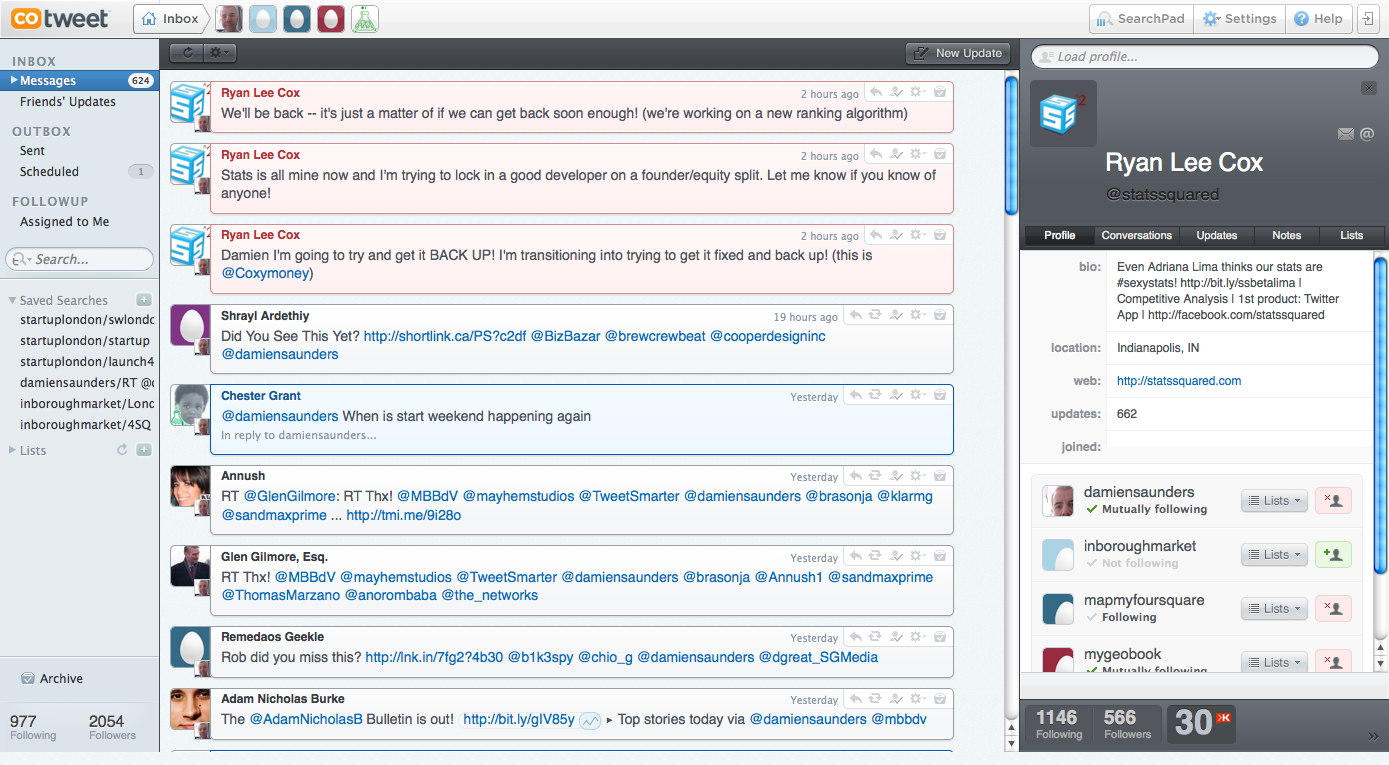 cotweet
Inbox
SearchPad
Settings
Help
INBOX
Messages 624
Friends' Updates
OUTBOX
Sent
Scheduled 1
FOLLOWUP
Assigned to Me
Search...
Saved Searches
startuplondon/swlondo
startuplondon/startup
startuplondon/launch4
damiensaunders/RT @d
inboroughmarket/Lond
inboroughmarket/4SQ
Lists
Archive
977 2054
Following Followers
New Update
Ryan Lee Cox 2 hours ago
We'll be back -- it's just a matter of if we can get back soon enough! (we're working on a new ranking algorithm)
Ryan Lee Cox 2 hours ago
Stats is all mine now and I'm trying to lock in a good developer on a founder/equity split. Let me know if you know of
anyone!
Ryan Lee Cox 2 hours ago
Damien I'm going to try and get it BACK UP! I'm transitioning into trying to get it fixed and back up! (this is
@Coxymoney)
Shrayl Ardethiy 19 hours ago
Did You See This Yet? http://shortlink.ca/PS?c2df @BizBazar @brewcrewbeat @cooperdesigninc
@damiensaunders
Chester Grant Yesterday
@damiensaunders When is start weekend happening again
In reply to damiensaunders...
Annush Yesterday
RT @GlenGilmore: RT Thx! @MBBdV @mayhemstudios @TweetSmarter @damiensaunders @brasonja @klarmg
@sandmaxprime ... http://tmi.me/9i28o
Glen Gilmore, Esq. Yesterday
RT Thx! @MBBdV @mayhemstudios @TweetSmarter @damiensaunders @brasonja @Annush1 @sandmaxprime
@ThomasMarzano @anorombaba @the_networks
Remedaos Geekle Yesterday
Rob did you miss this? http://lnk.in/7fg2?4b30 @b1k3spy @chio_g @damiensaunders @dgreat_SGMedia
Adam Nicholas Burke Yesterday
The @AdamNicholasB Bulletin is out! http://bit.ly/gIV85y ▸ Top stories today via @damiensaunders @mbbdv
Load profile...
Ryan Lee Cox
@statssquared
Profile Conversations Updates Notes Lists
bio: Even Adriana Lima thinks our stats are
#sexystats! http://bit.ly/ssbetalima |
Competitive Analysis | 1st product: Twitter
App | http://facebook.com/statssquared
location: Indianapolis, IN
web: http://statssquared.com
updates: 662
joined:
damiensaunders
Mutually following
Lists
inboroughmarket
Not following
Lists
mapmyfoursquare
Following
Lists
mygeobook
Mutually following
Lists
1146 566 30 K
Following Followers